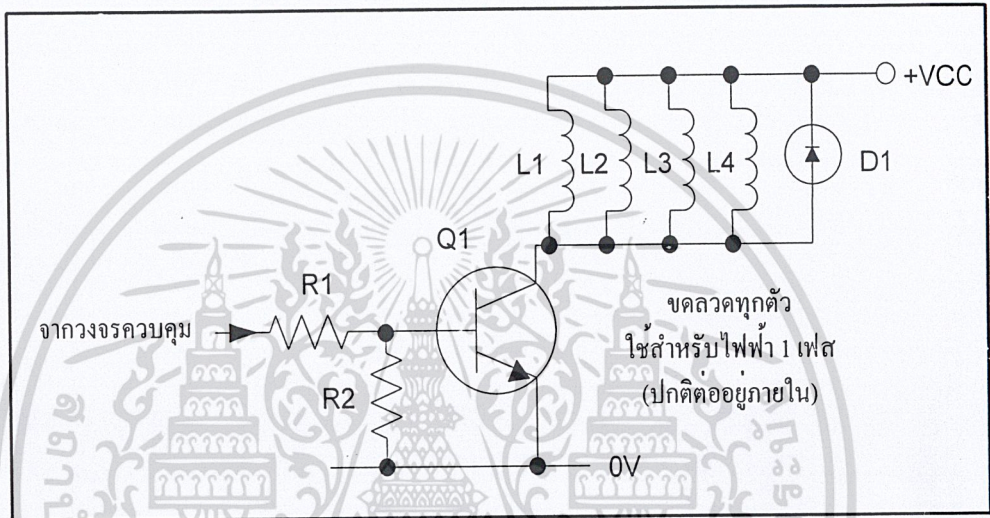 +VCC
L1
L2
L3
L4
D1
Q1
R1
จากวงจรควบคุม
ขดลวดทุกตัว
ใช้สำหรับไฟฟ้า 1 เฟส
(ปกติต่ออยู่ภายใน)
R2
0V